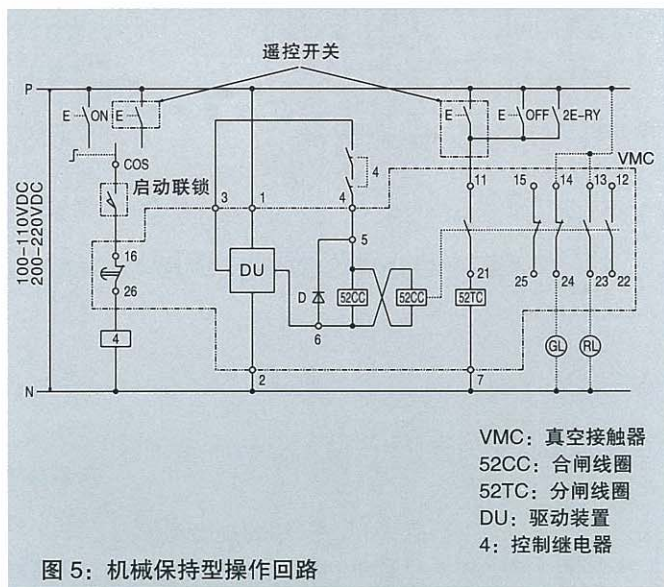 遥控开关
P
E ON
E
E
E OFF
2E-RY
VMC
COS
4
启动联锁
3
1
4
11
15
14
13
12
100-110VDC
200-220VDC
16
5
DU
D
52CC
52CC
21
52TC
25
24
23
22
26
6
4
GL
RL
2
7
N
VMC：真空接触器
52CC：合闸线圈
52TC：分闸线圈
DU：驱动装置
4：控制继电器
图 5：机械保持型操作回路